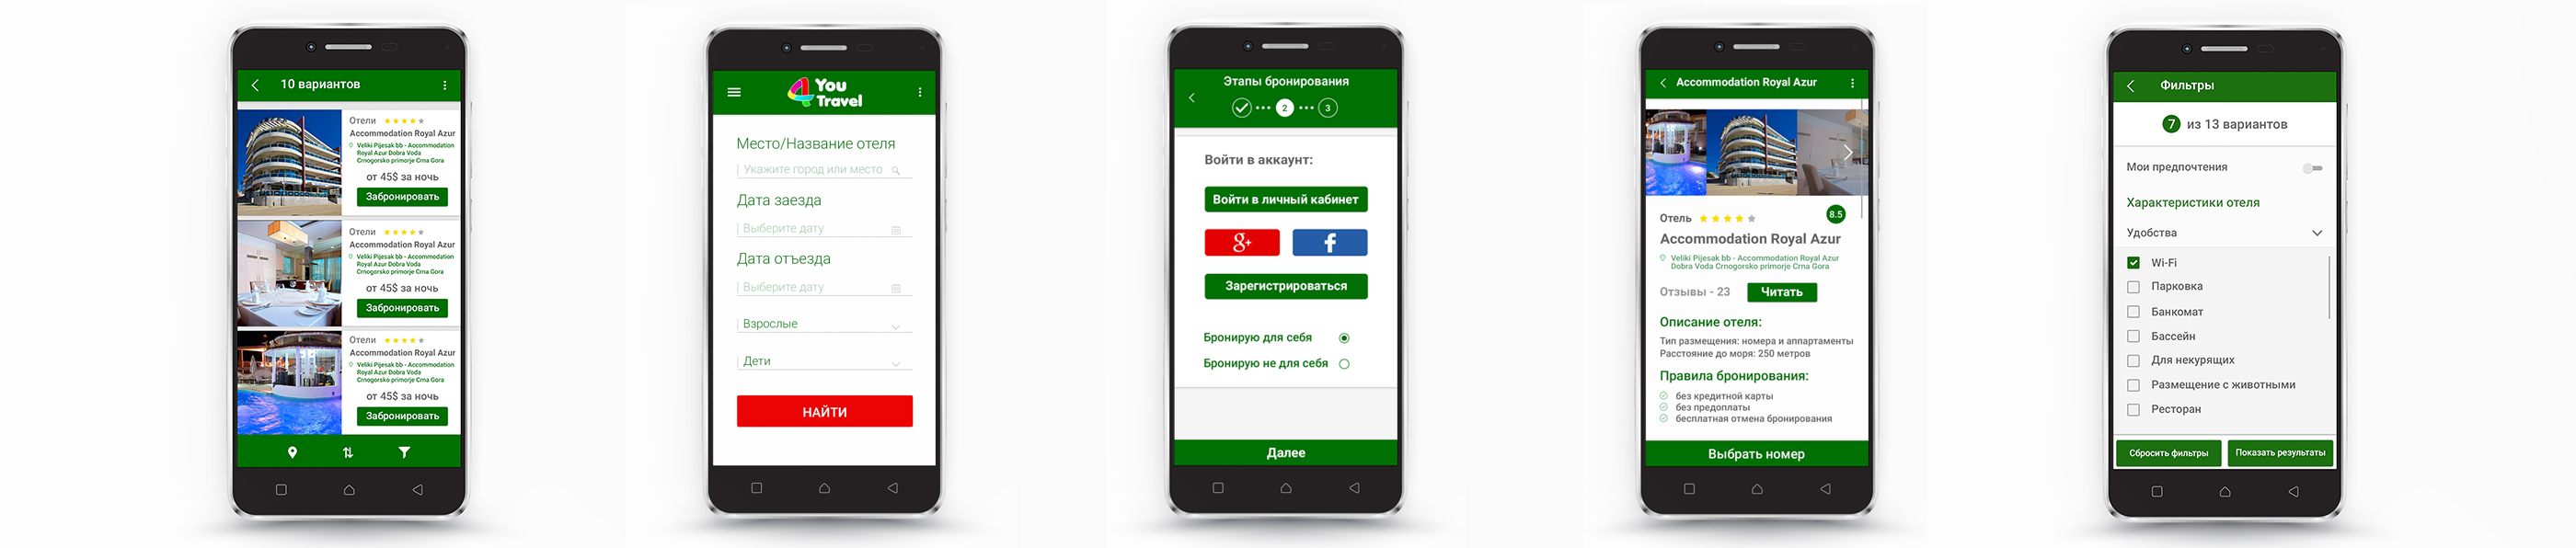 10 вариантов
Отели
Accommodation Royal Azur
Veliki Pijesak bb - Accommodation
Royal Azur Dobra Voda
Crnogorsko primorje Crna Gora
от 45$ за ночь
Забронировать
Отели
Accommodation Royal Azur
Veliki Pijesak bb - Accommodation
Royal Azur Dobra Voda
Crnogorsko primorje Crna Gora
от 45$ за ночь
Забронировать
Отели
Accommodation Royal Azur
Veliki Pijesak bb - Accommodation
Royal Azur Dobra Voda
Crnogorsko primorje Crna Gora
от 45$ за ночь
Забронировать
You
Travel
Место/Название отеля
Укажите город или место
Дата заезда
Выберите дату
Дата отъезда
Выберите дату
Взрослые
Дети
НАЙТИ
Этапы бронирования
2 3
Войти в аккаунт:
Войти в личный кабинет
g+ f
Зарегистрироваться
Бронирую для себя
Бронирую не для себя
Далее
Accommodation Royal Azur
Отель
8.5
Accommodation Royal Azur
Veliki Pijesak bb - Accommodation Royal Azur
Dobra Voda Crnogorsko primorje Crna Gora
Отзывы - 23 Читать
Описание отеля:
Тип размещения: номера и аппартаменты
Расстояние до моря: 250 метров
Правила бронирования:
без кредитной карты
без предоплаты
бесплатная отмена бронирования
Выбрать номер
Фильтры
7 из 13 вариантов
Мои предпочтения
Характеристики отеля
Удобства
Wi-Fi
Парковка
Банкомат
Бассейн
Для некурящих
Размещение с животными
Ресторан
Сбросить фильтры Показать результаты